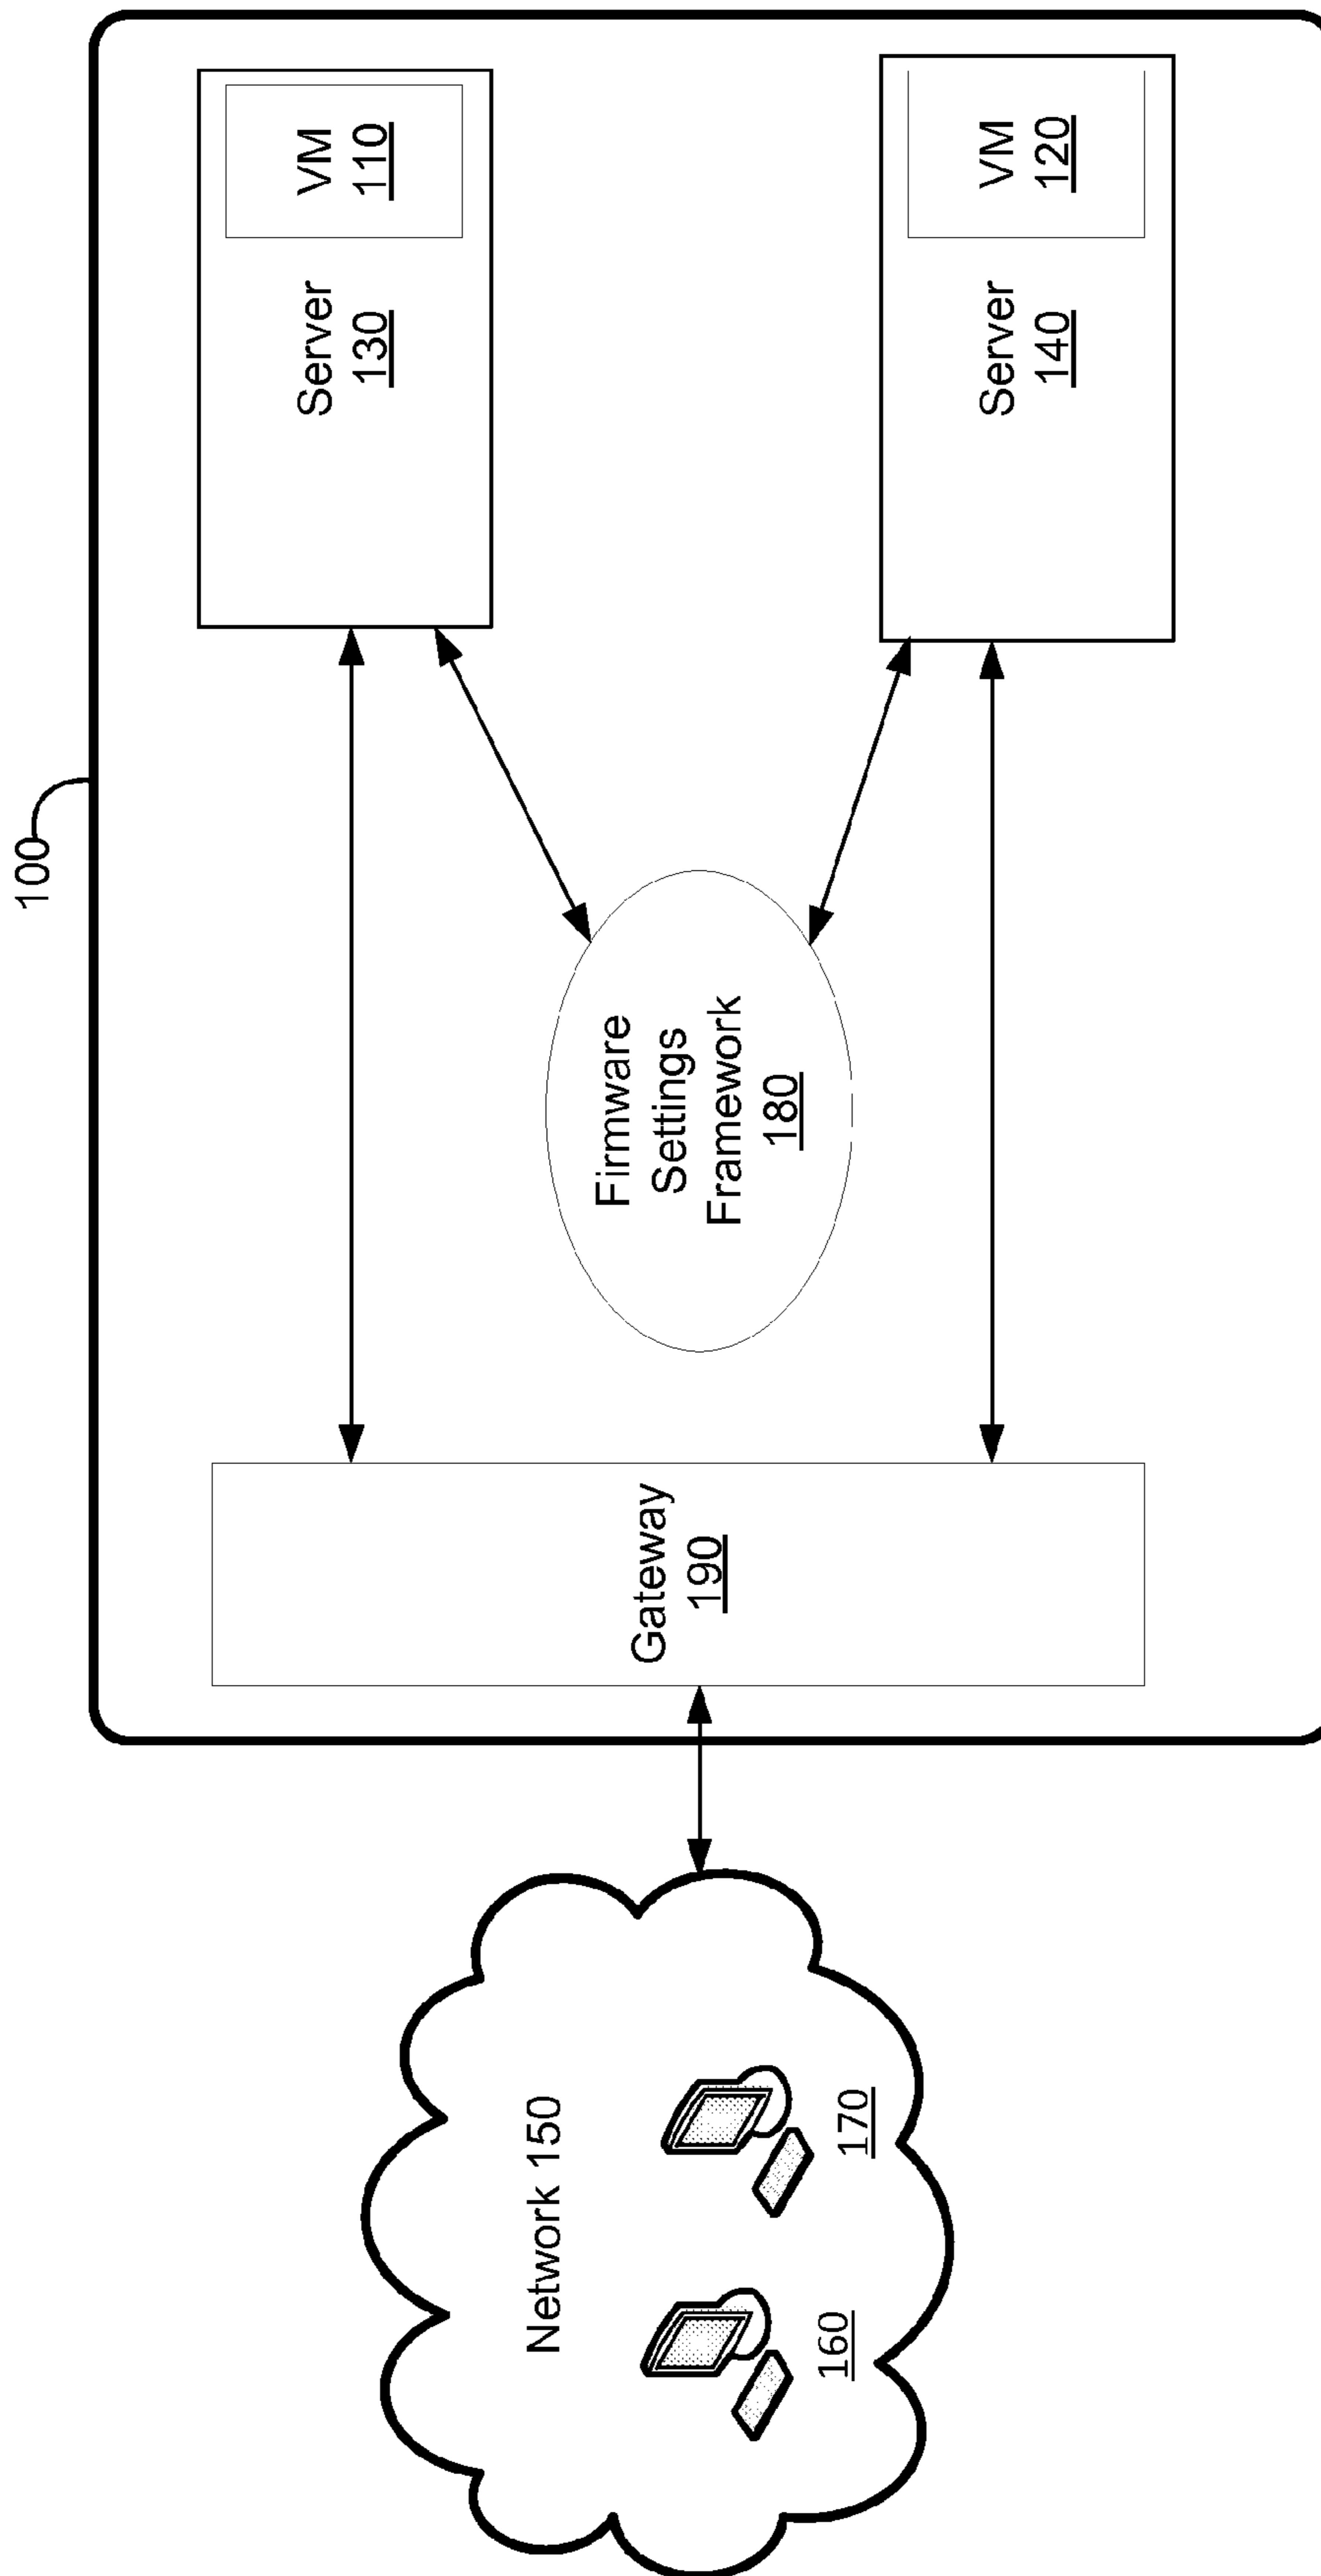 100
Server
130
VM
110
Firmware
Settings
Framework
180
Gateway
190
Network 150
160
170
Server
140
VM
120